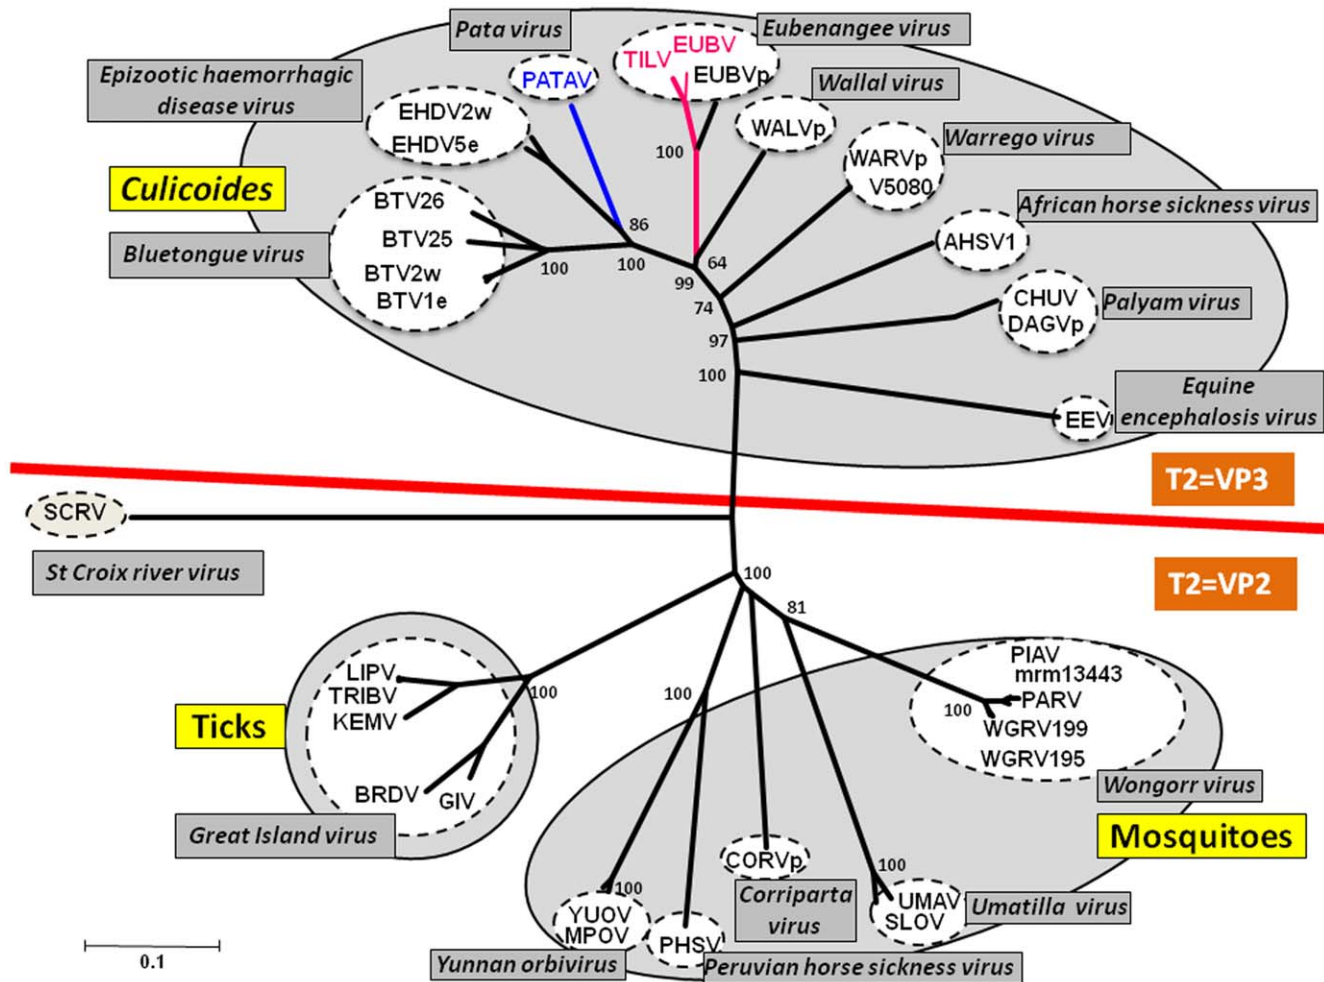 Pata virus
Eubenangee virus
Epizootic haemorrhagic
disease virus
PATAV
EUBV
TILV
EUBVp
Wallal virus
EHDV2w
EHDV5e
WALVp
100
WARVp
V5080
Warrego virus
Culicoides
BTV26
BTV25
BTV2w
BTV1e
Bluetongue virus
86
100
100
64
99
74
97
100
African horse sickness virus
AHSV1
CHUV
DAGVp
Palyam virus
Equine
encephalosis virus
EEV
T2=VP3
SCRV
St Croix river virus
T2=VP2
100
81
LIPV
TRIBV
KEMV
100
Ticks
BRDV
GIV
Great Island virus
100
PIAV
mrm13443
PARV
100
WGRV199
WGRV195
Wongorr virus
Mosquitoes
CORVp
Corriparta
virus
100
UMAV
SLOV
Umatilla virus
100
YUOV
MPOV
PHSV
Yunnan orbivirus
Peruvian horse sickness virus
0.1